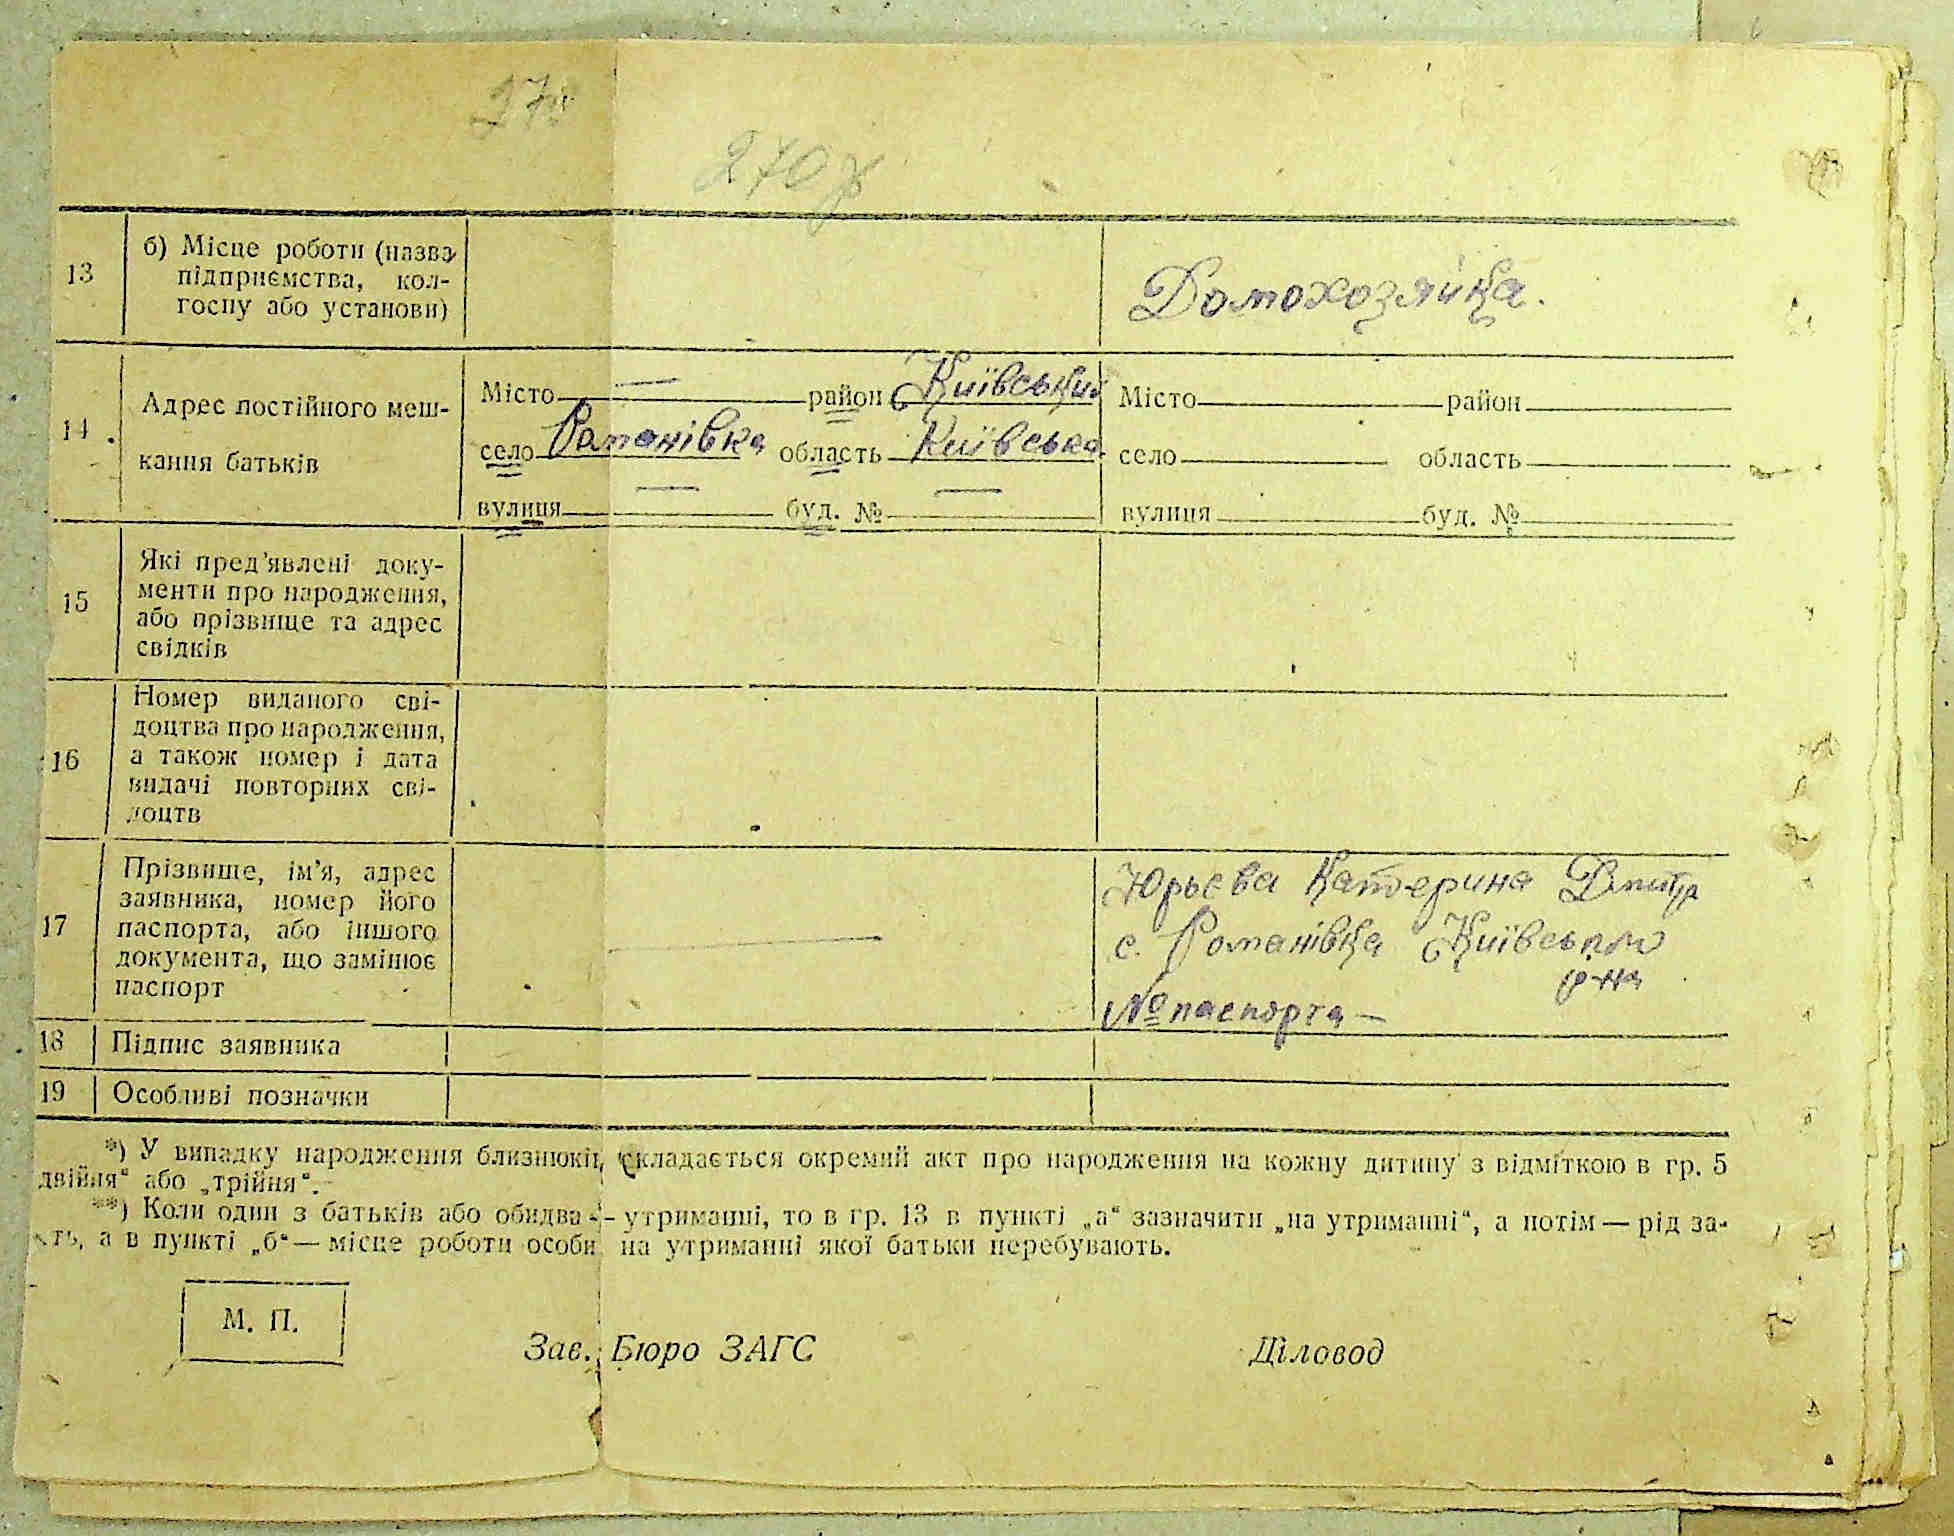 270
13 б) Місце роботи (назва
підприємства, кол-
госпу або установи)
Домохозяйка.
14 Адрес постійного меш-
кання батьків
Місто — район Київський
село Романівка область Київська
вулиця — буд. № —
Місто район
село область
вулиця буд. №
15 Які пред'явлені доку-
менти про народження,
або прізвище та адрес
свідків
16 Номер виданого сві-
доцтва про народження,
а також номер і дата
видачі повторних сві-
доцтв
17 Прізвище, ім'я, адрес
заявника, номер його
паспорта, або іншого
документа, що замінює
паспорт
—
Юрьєва Катерина Дмитр
с. Романівка Київськ
р-на
№ паспорта —
18 Підпис заявника
19 Особливі позначки
*) У випадку народження близнюків, складається окремий акт про народження на кожну дитину з відміткою в гр. 5
двійня“ або „трійня“.
**) Коли один з батьків або обидва - утриманні, то в гр. 13 в пункті „а“ зазначити „на утриманні“, а потім — рід за-
ть, а в пункті „б“ — місце роботи особи на утриманні якої батьки перебувають.
М. П.
Зав. Бюро ЗАГС
Діловод